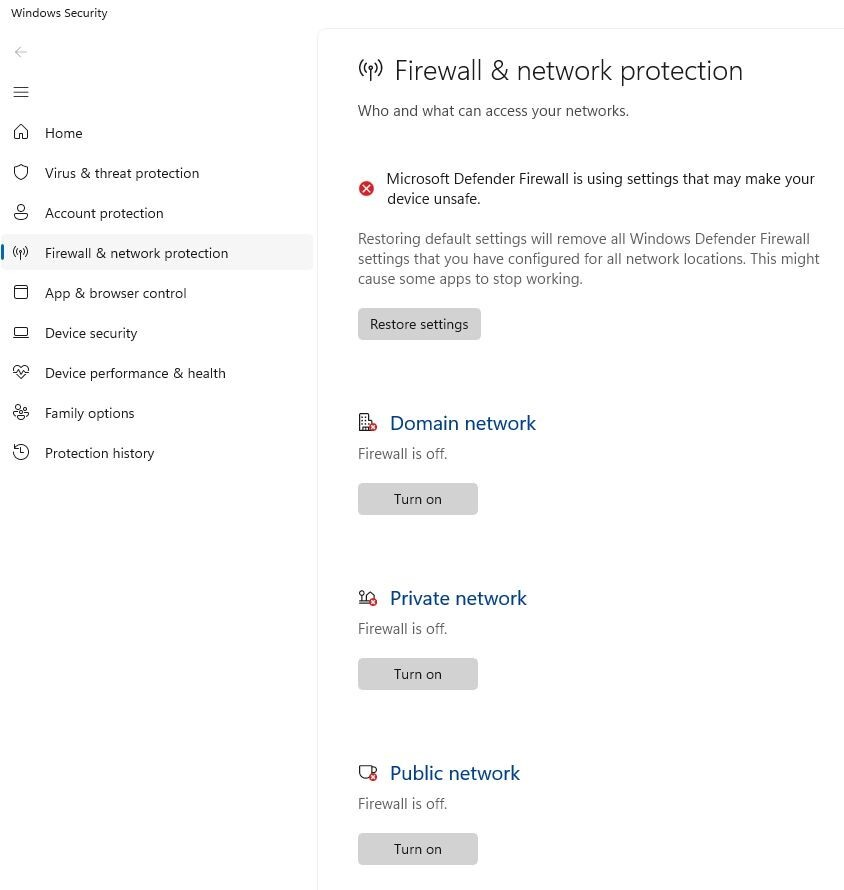 Windows Security
Home
Virus & threat protection
Account protection
Firewall & network protection
App & browser control
Device security
Device performance & health
Family options
Protection history
Firewall & network protection
Who and what can access your networks.
Microsoft Defender Firewall is using settings that may make your
device unsafe.
Restoring default settings will remove all Windows Defender Firewall
settings that you have configured for all network locations. This might
cause some apps to stop working.
Restore settings
Domain network
Firewall is off.
Turn on
Private network
Firewall is off.
Turn on
Public network
Firewall is off.
Turn on